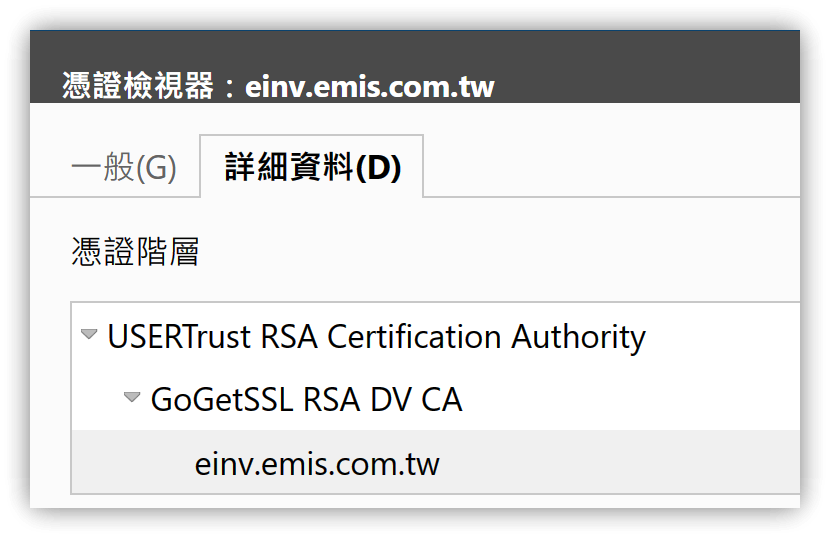 憑證檢視器：einv.emis.com.tw
一般(G)
詳細資料(D)
憑證階層
USERTrust RSA Certification Authority
GoGetSSL RSA DV CA
einv.emis.com.tw